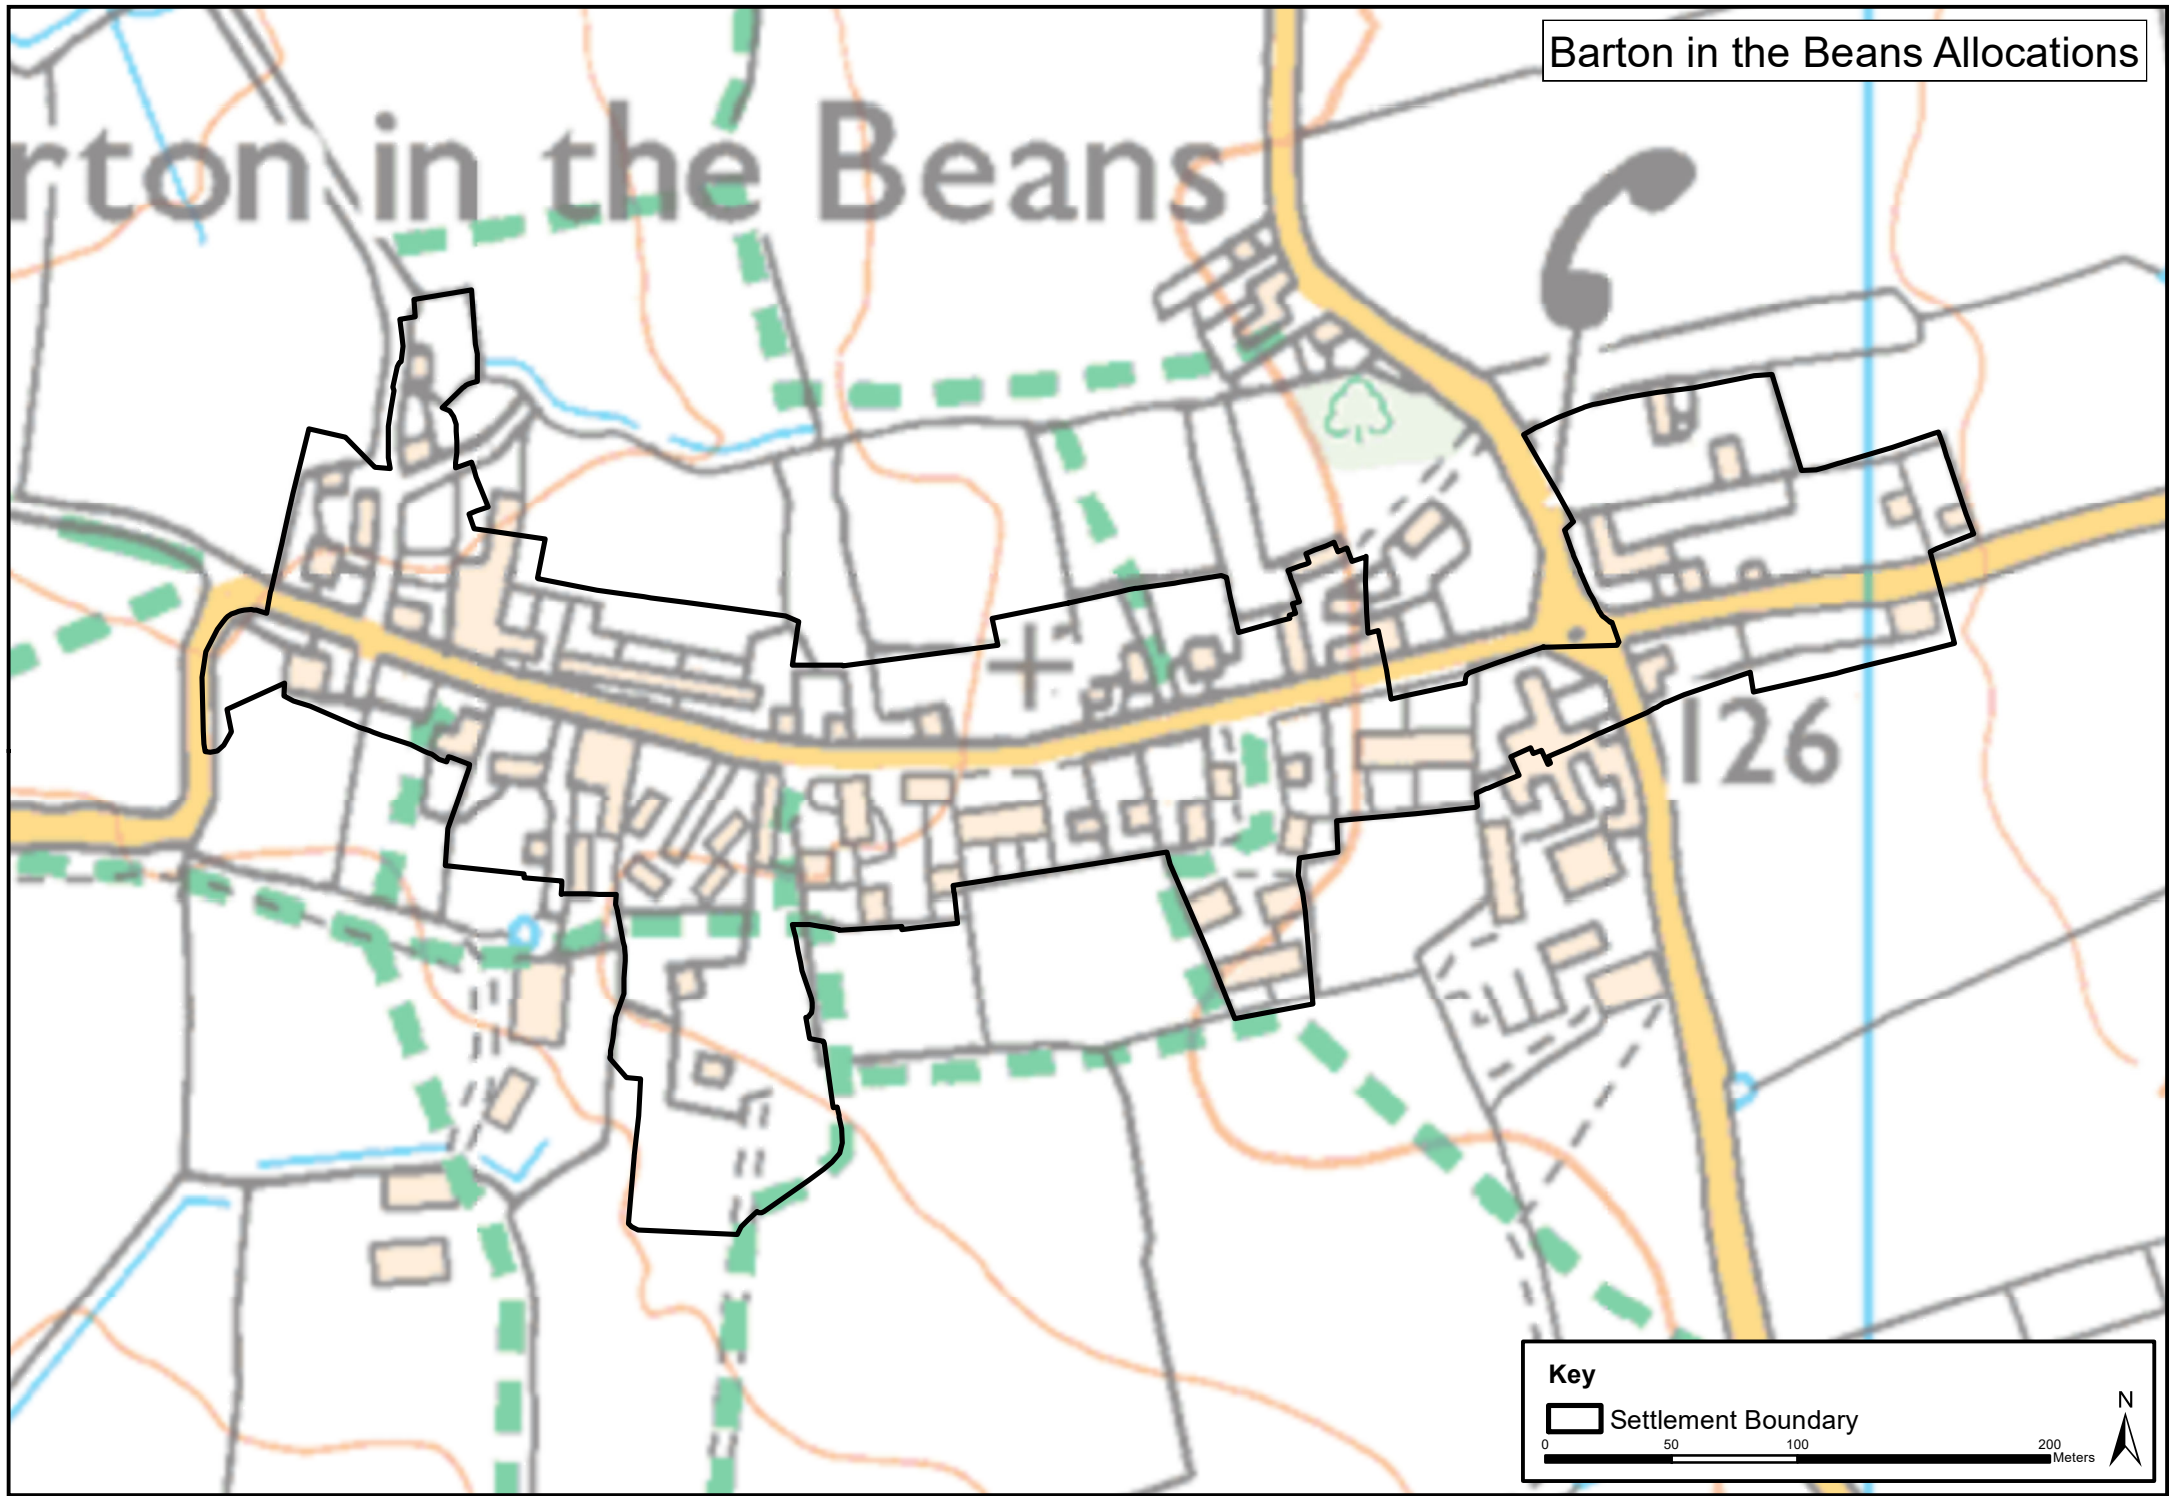 Barton in the Beans Allocations
rton in the Beans
126
Key
Settlement Boundary
N
0 50 100 200
Meters